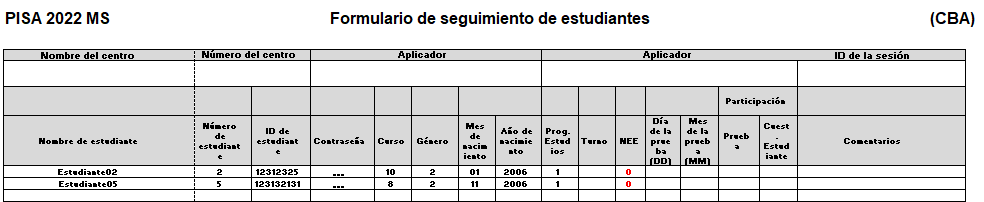 PISA 2022 MS Formulario de seguimiento de estudiantes (CBA)
Nombre del centro Número del centro Aplicador Aplicador ID de la sesión
Participación
Nombre de estudiante Número de estudiante ID de estudiante Contraseña Curso Género Mes de nacimiento Año de nacimiento Prog. Estudios Turno NEE Día de la prueba (DD) Mes de la prueba (MM) Prueba Cuest. Estudiante Comentarios
Estudiante02 2 12312325 ... 10 2 01 2006 1 0
Estudiante05 5 123132131 ... 8 2 11 2006 1 0